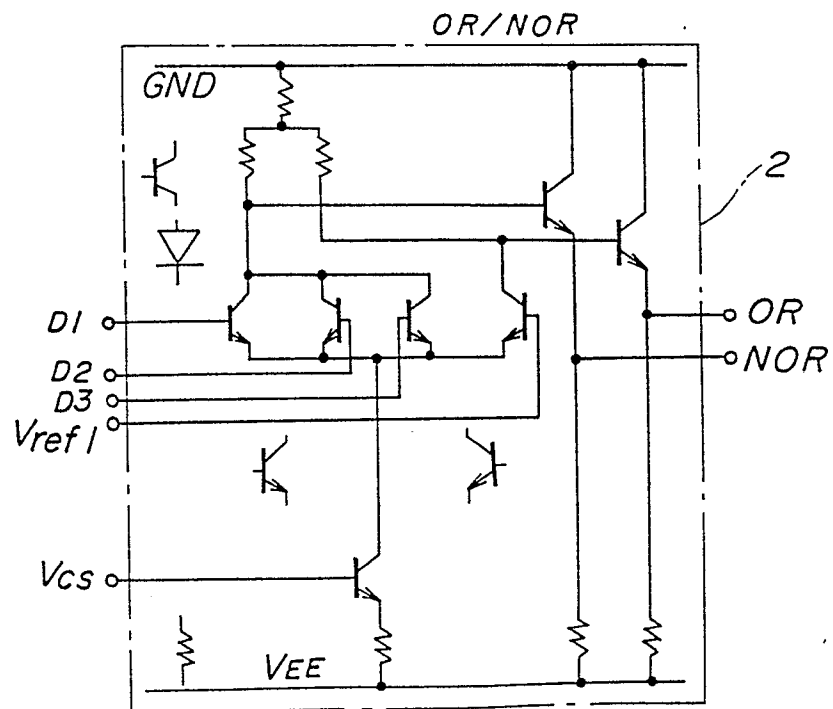 OR/NOR
GND
2
D1
OR
D2
NOR
D3
Vref1
VCS
VEE